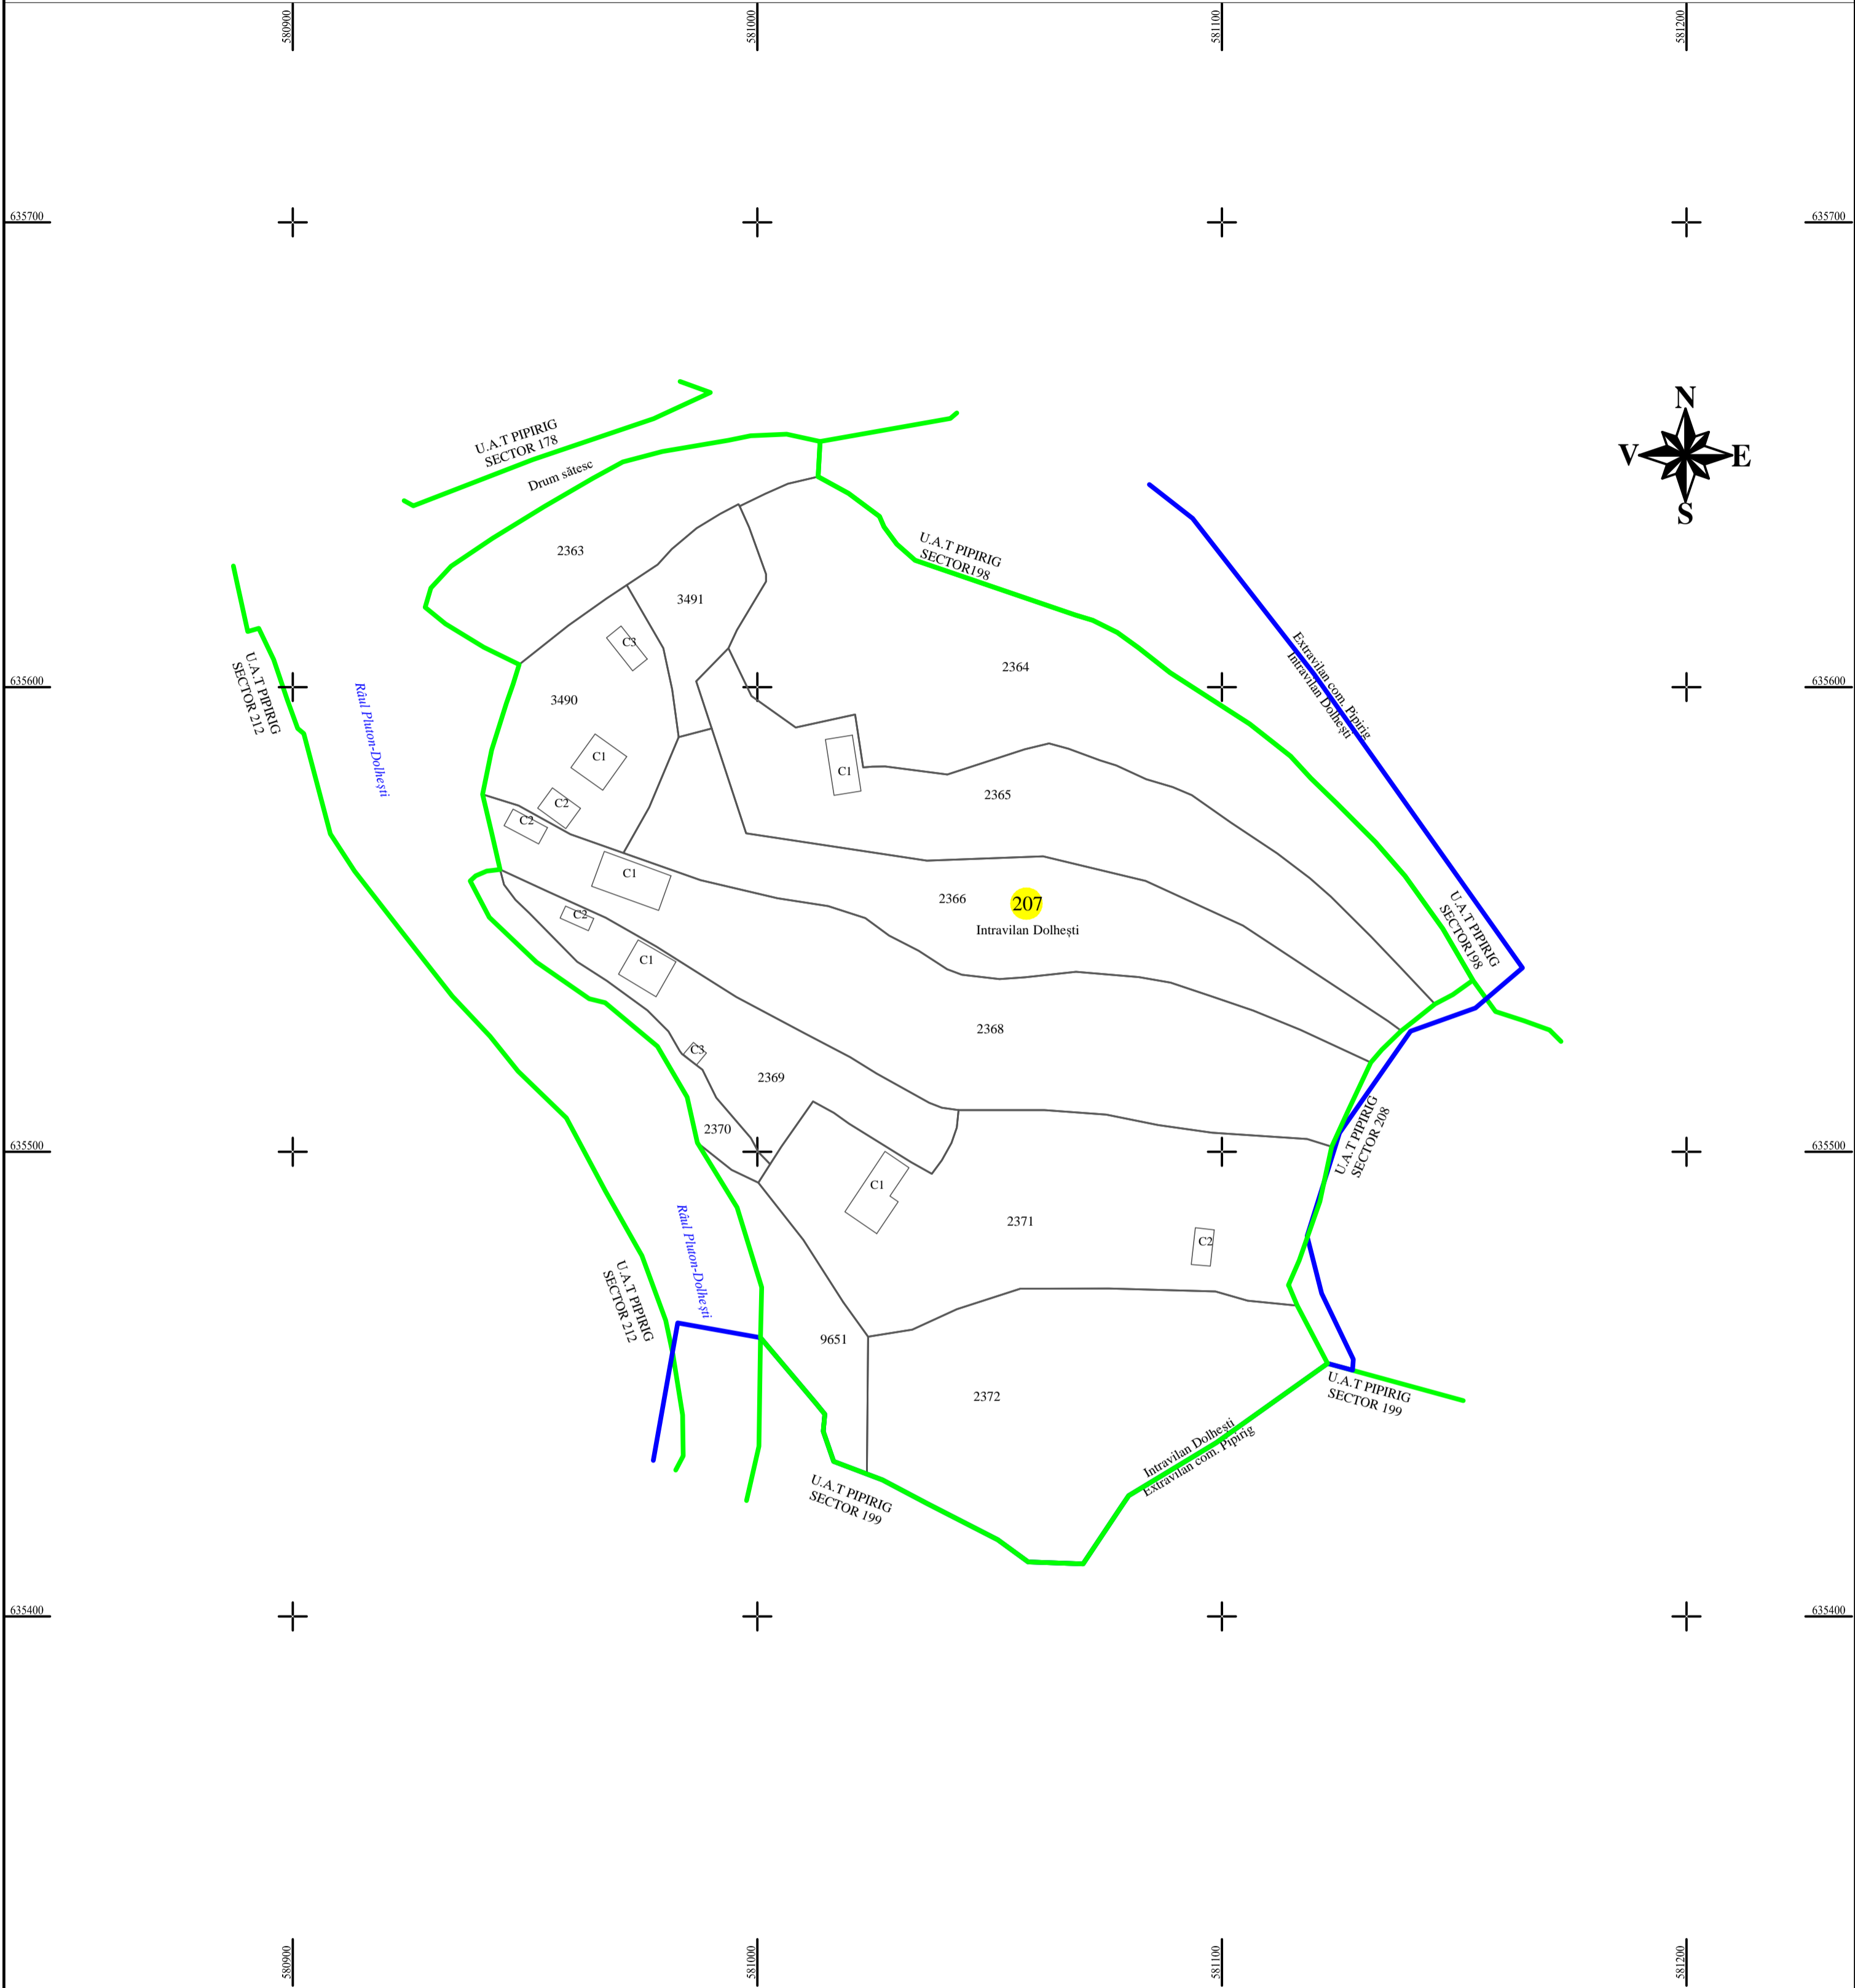 580900
581000
581100
581200
635700
635700
N
V
E
S
U.A.T PIPIRIG
SECTOR 178
Drum sătesc
2363
U.A.T PIPIRIG
SECTOR198
3491
C3
Extravilan com. Pipirig
Intravilan Dolhești
2364
U.A.T PIPIRIG
SECTOR 212
Râul Pluton-Dolhești
635600
635600
3490
C1
C1
2365
C2
C2
C1
2366
207
Intravilan Dolhești
U.A.T PIPIRIG
SECTOR198
C2
C1
2368
C3
2369
2370
U.A.T PIPIRIG
SECTOR 208
635500
635500
C1
2371
C2
Râul Pluton-Dolhești
U.A.T PIPIRIG
SECTOR 212
9651
2372
U.A.T PIPIRIG
SECTOR 199
Intravilan Dolhești
Extravilan com. Pipirig
U.A.T PIPIRIG
SECTOR 199
635400
635400
580900
581000
581100
581200